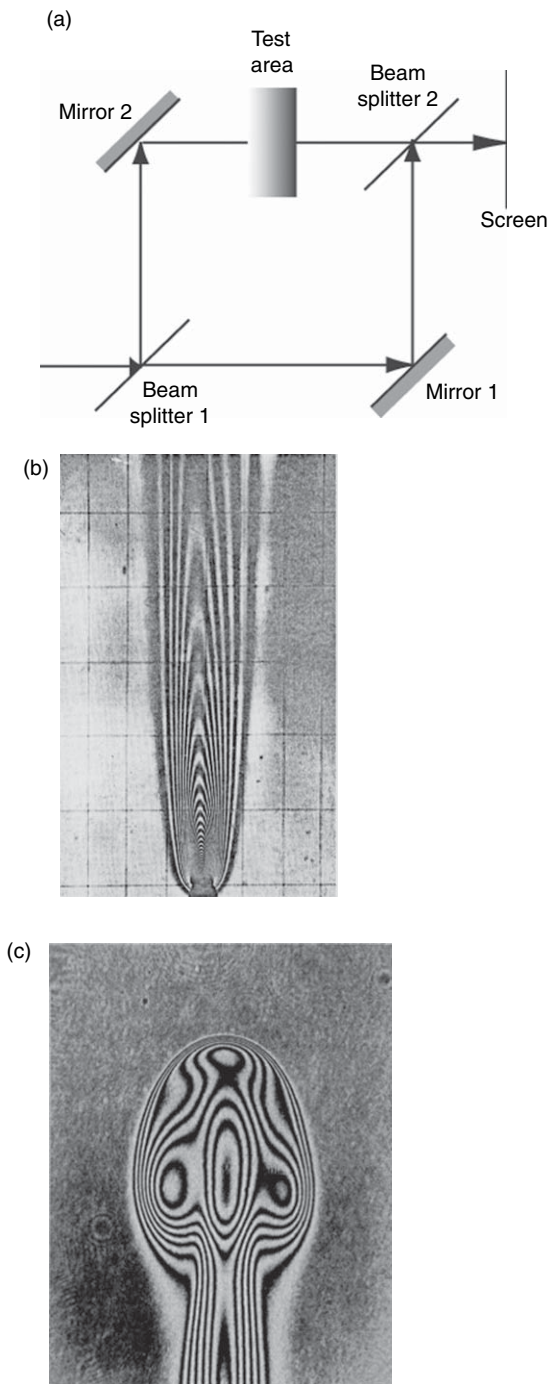 (a)
Test
area
Beam
splitter 2
Mirror 2
Screen
Beam
splitter 1
Mirror 1
(b)
(c)